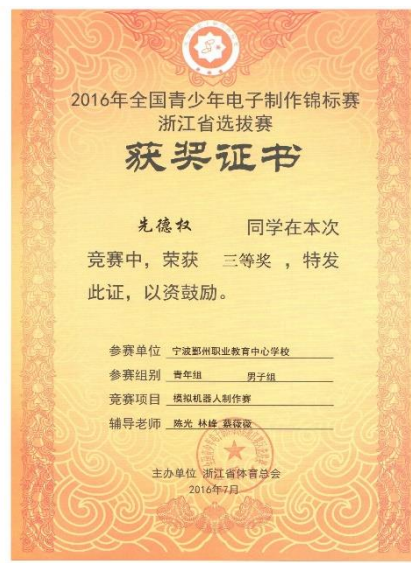 2016年全国青少年电子制作锦标赛
浙江省选拔赛
获奖证书
先德权 同学在本次
竞赛中，荣获 三等奖 ，特发
此证，以资鼓励。
参赛单位 宁波鄞州职业教育中心学校
参赛组别 青年组 男子组
竞赛项目 模拟机器人制作赛
辅导老师 陈光 林峰 蔡薇薇
主办单位 浙江省体育总会
2016年7月